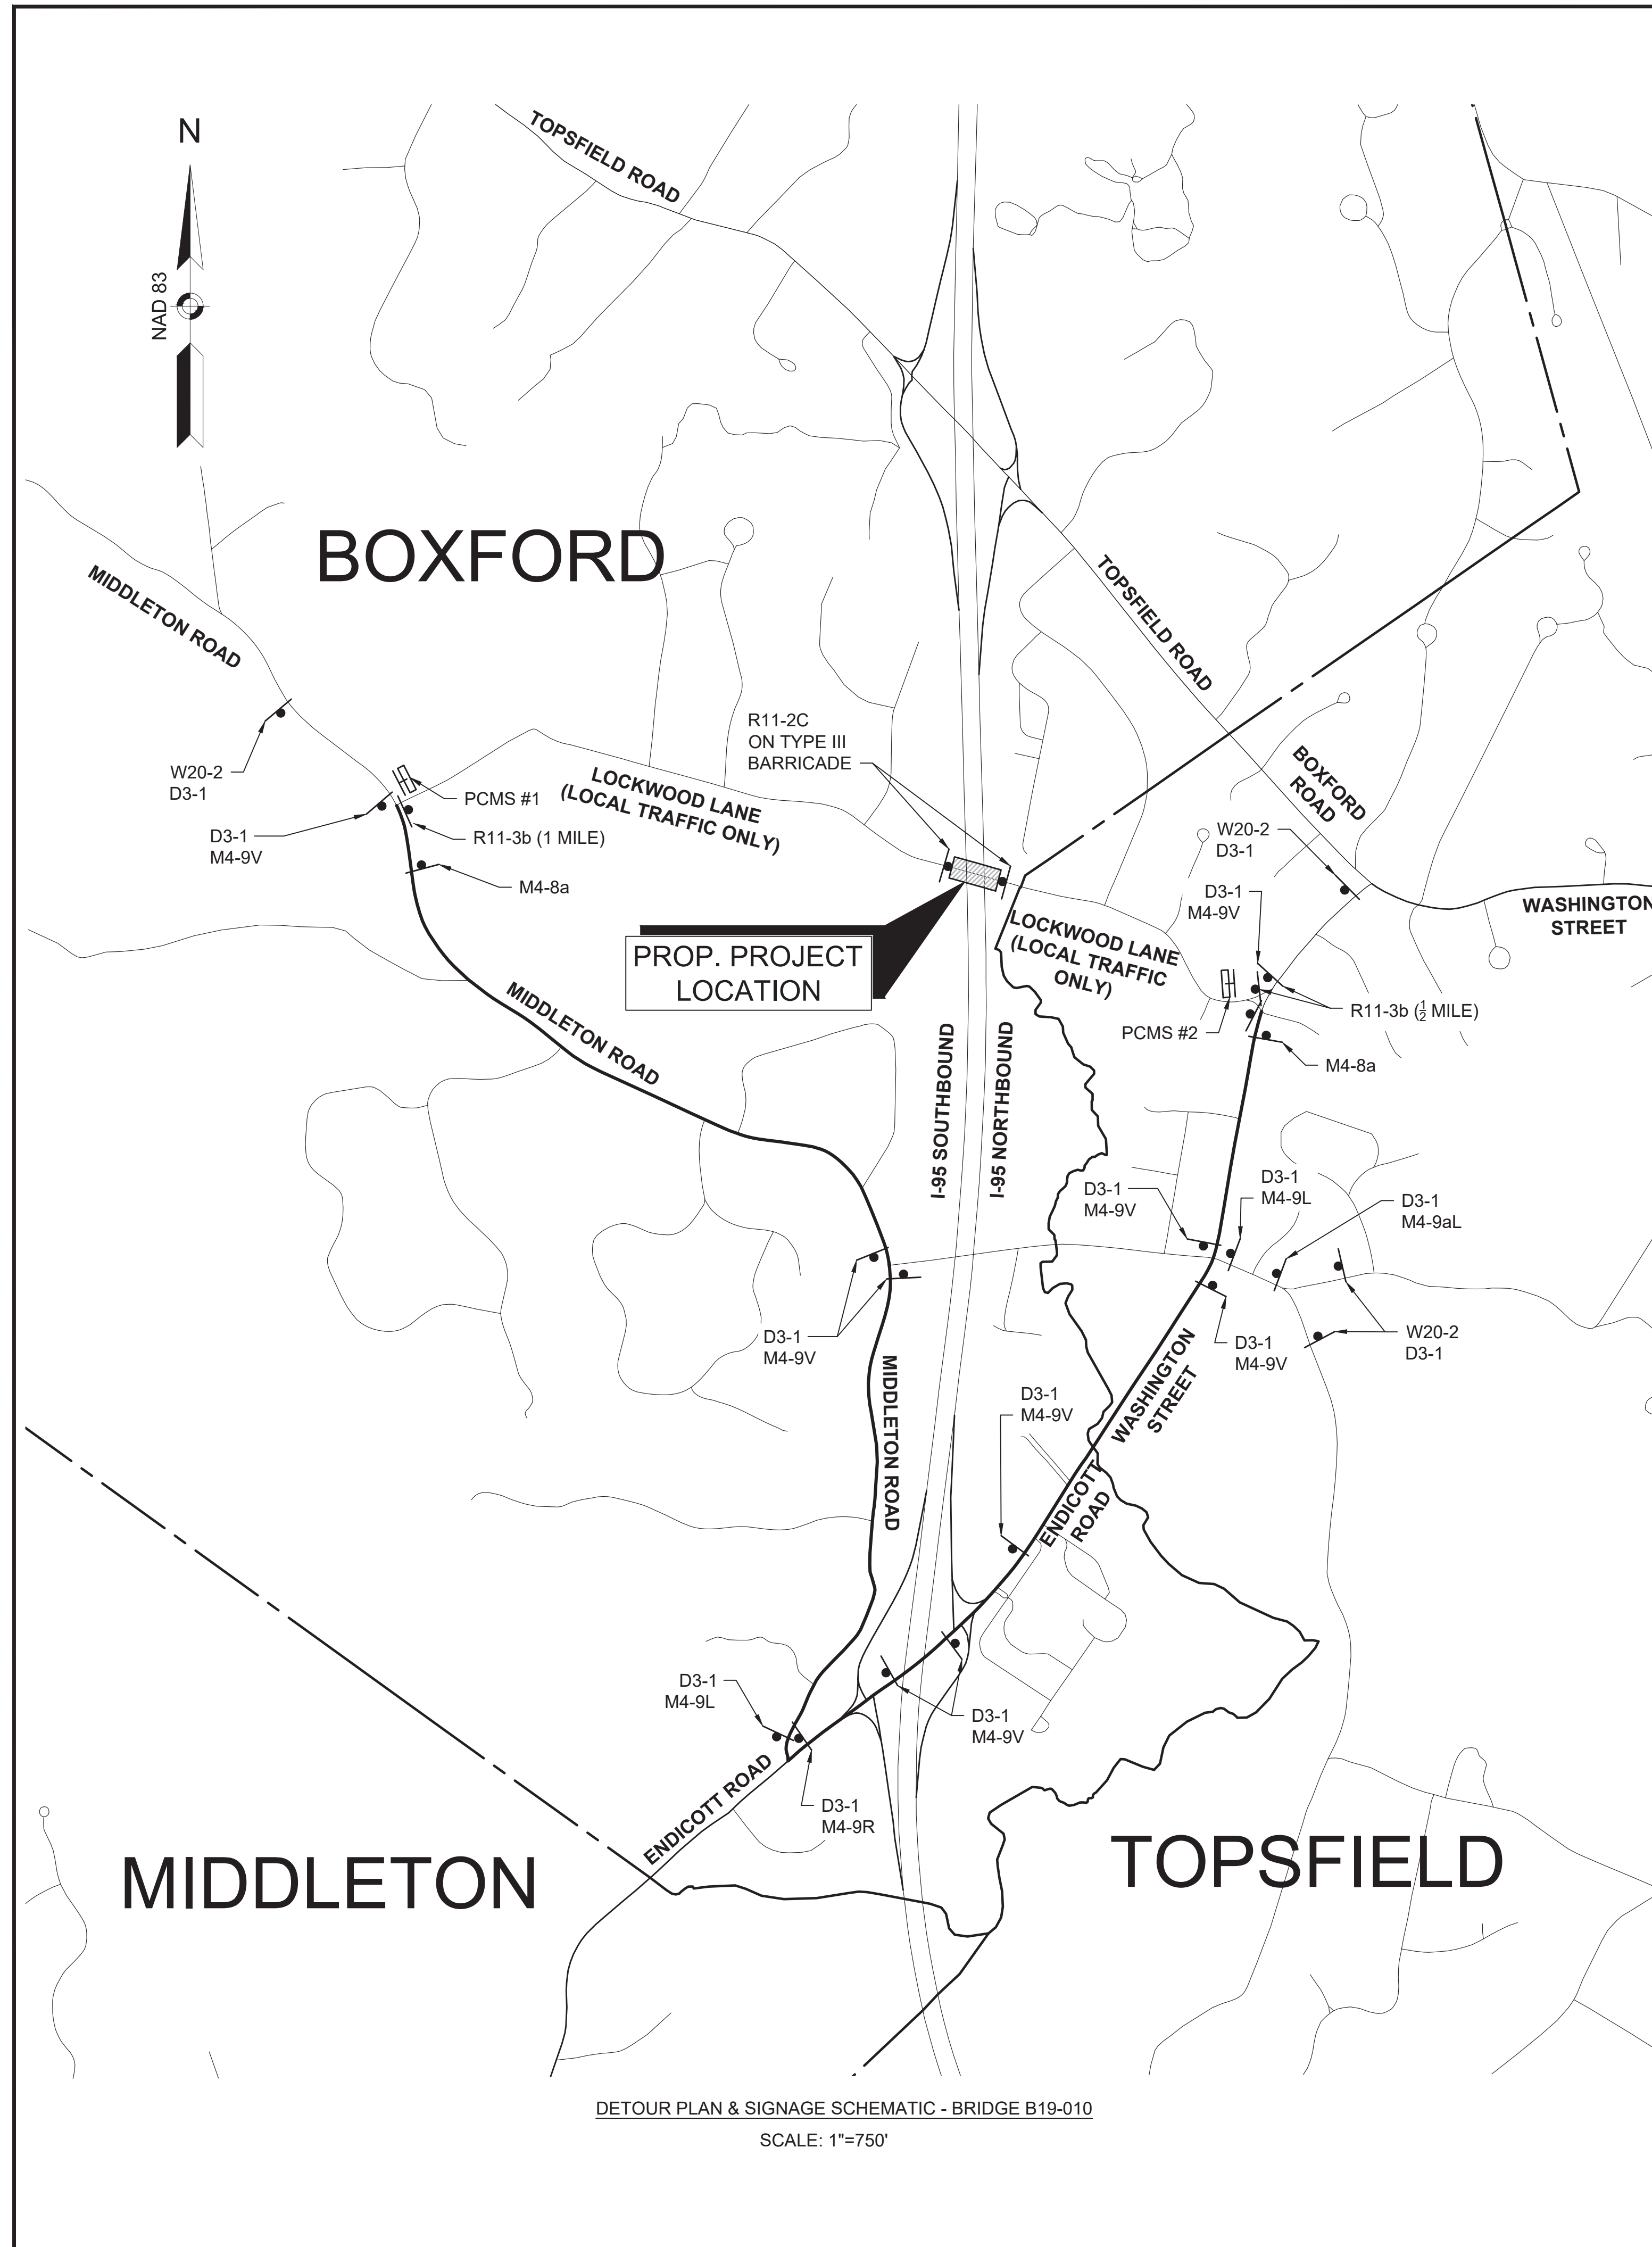 N
TOPSFIELD ROAD
NAD 83
BOXFORD
MIDDLETON ROAD
TOPSFIELD ROAD
W20-2
D3-1
D3-1
M4-9V
PCMS #1
R11-3b (1 MILE)
M4-8a
LOCKWOOD LANE
(LOCAL TRAFFIC ONLY)
R11-2C
ON TYPE III
BARRICADE
BOXFORD
ROAD
W20-2
D3-1
D3-1
M4-9V
WASHINGTON
STREET
PROP. PROJECT
LOCATION
LOCKWOOD LANE
(LOCAL TRAFFIC
ONLY)
R11-3b (½ MILE)
PCMS #2
M4-8a
MIDDLETON ROAD
I-95 SOUTHBOUND
I-95 NORTHBOUND
D3-1
M4-9V
D3-1
M4-9L
D3-1
M4-9aL
D3-1
M4-9V
D3-1
M4-9V
W20-2
D3-1
WASHINGTON
STREET
MIDDLETON ROAD
D3-1
M4-9V
ENDICOTT
ROAD
D3-1
M4-9L
D3-1
M4-9V
ENDICOTT ROAD
D3-1
M4-9R
MIDDLETON
TOPSFIELD
DETOUR PLAN & SIGNAGE SCHEMATIC - BRIDGE B19-010
SCALE: 1"=750'